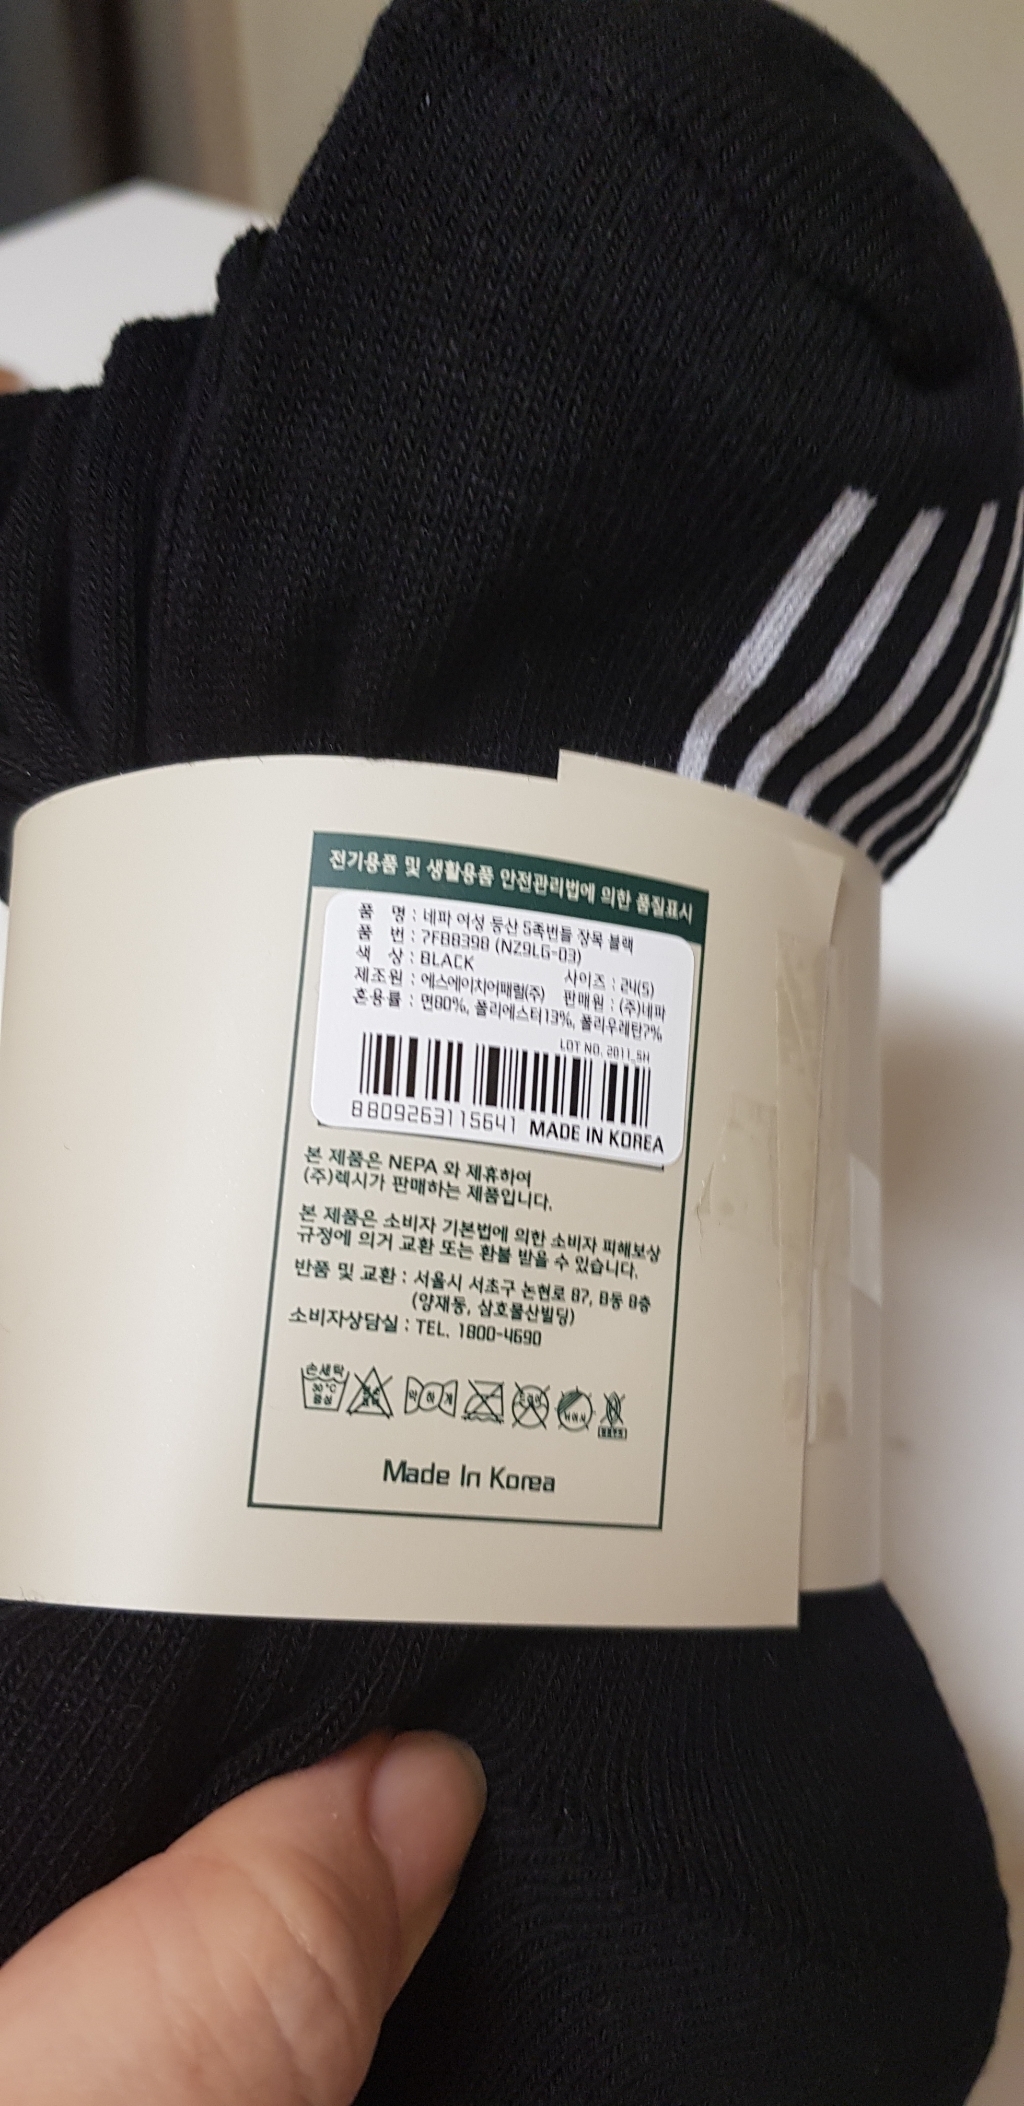 전기용품 및 생활용품 안전관리법에 의한 품질표시
품 명 : 네파 여성 등산 5족번들 장목 블랙
품 번 : 7FB8398 (NZ9LG-03)
색 상 : BLACK 사이즈 : 24(5)
제조원 : 에스에이치어패럴(주) 판매원 : (주)네파
혼용률 : 면80%, 폴리에스터13%, 폴리우레탄7%
LOT NO. 2011_SH
8809263115641 MADE IN KOREA
본 제품은 NEPA 와 제휴하여
(주)렉시가 판매하는 제품입니다.
본 제품은 소비자 기본법에 의한 소비자 피해보상
규정에 의거 교환 또는 환불 받을 수 있습니다.
반품 및 교환 : 서울시 서초구 논현로 87, B동 8층
(양재동, 삼호물산빌딩)
소비자상담실 : TEL. 1800-4690
손세탁
30℃
중성
약하게
드라이
Made In Korea